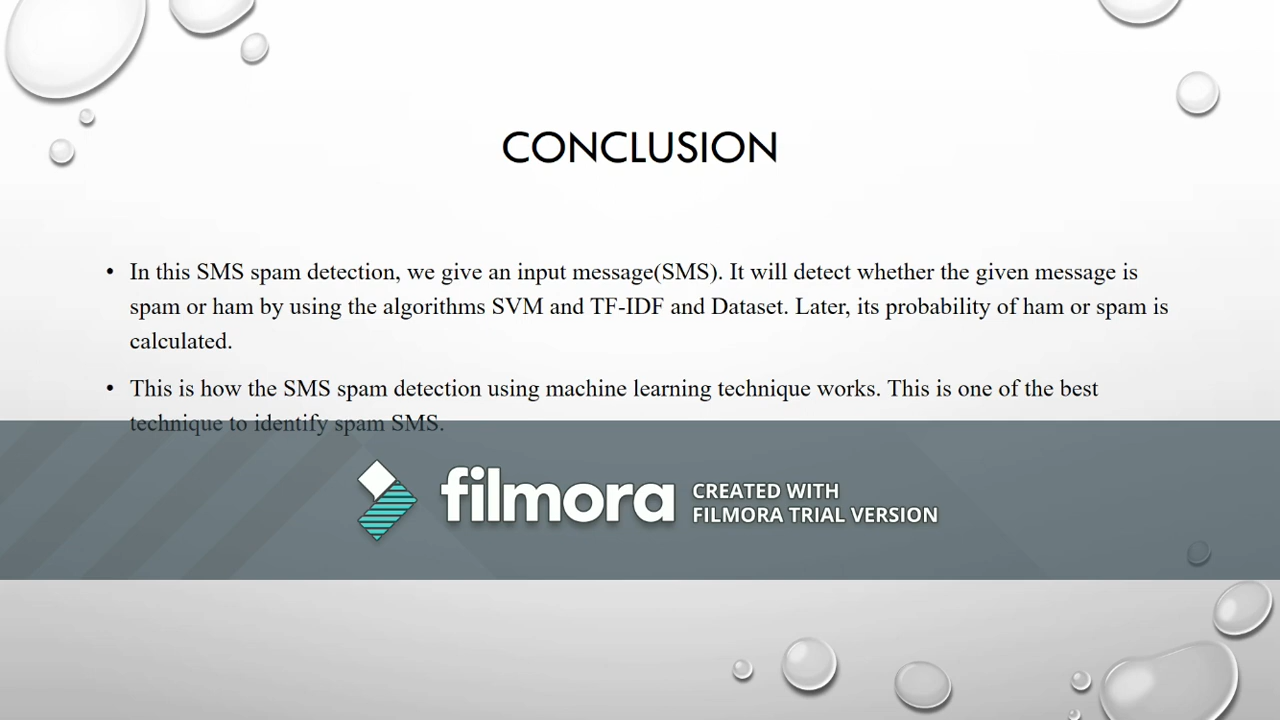 CONCLUSION
• In this SMS spam detection, we give an input message(SMS). It will detect whether the given message is
spam or ham by using the algorithms SVM and TF-IDF and Dataset. Later, its probability of ham or spam is
calculated.
• This is how the SMS spam detection using machine learning technique works. This is one of the best
technique to identify spam SMS.
filmora
CREATED WITH
FILMORA TRIAL VERSION